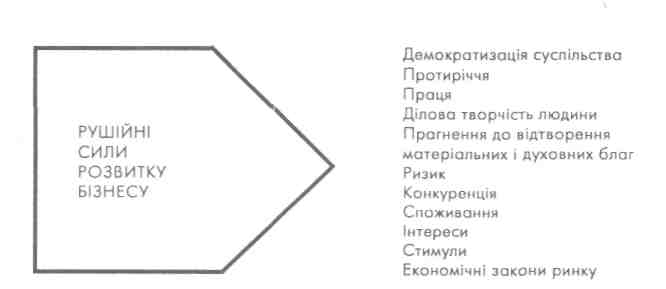 РУШІЙНІ
СИЛИ
РОЗВИТКУ
БІЗНЕСУ
Демократизація суспільства
Протиріччя
Праця
Ділова творчість людини
Прагнення до відтворення
матеріальних і духовних благ
Ризик
Конкуренція
Споживання
Інтереси
Стимули
Економічні закони ринку